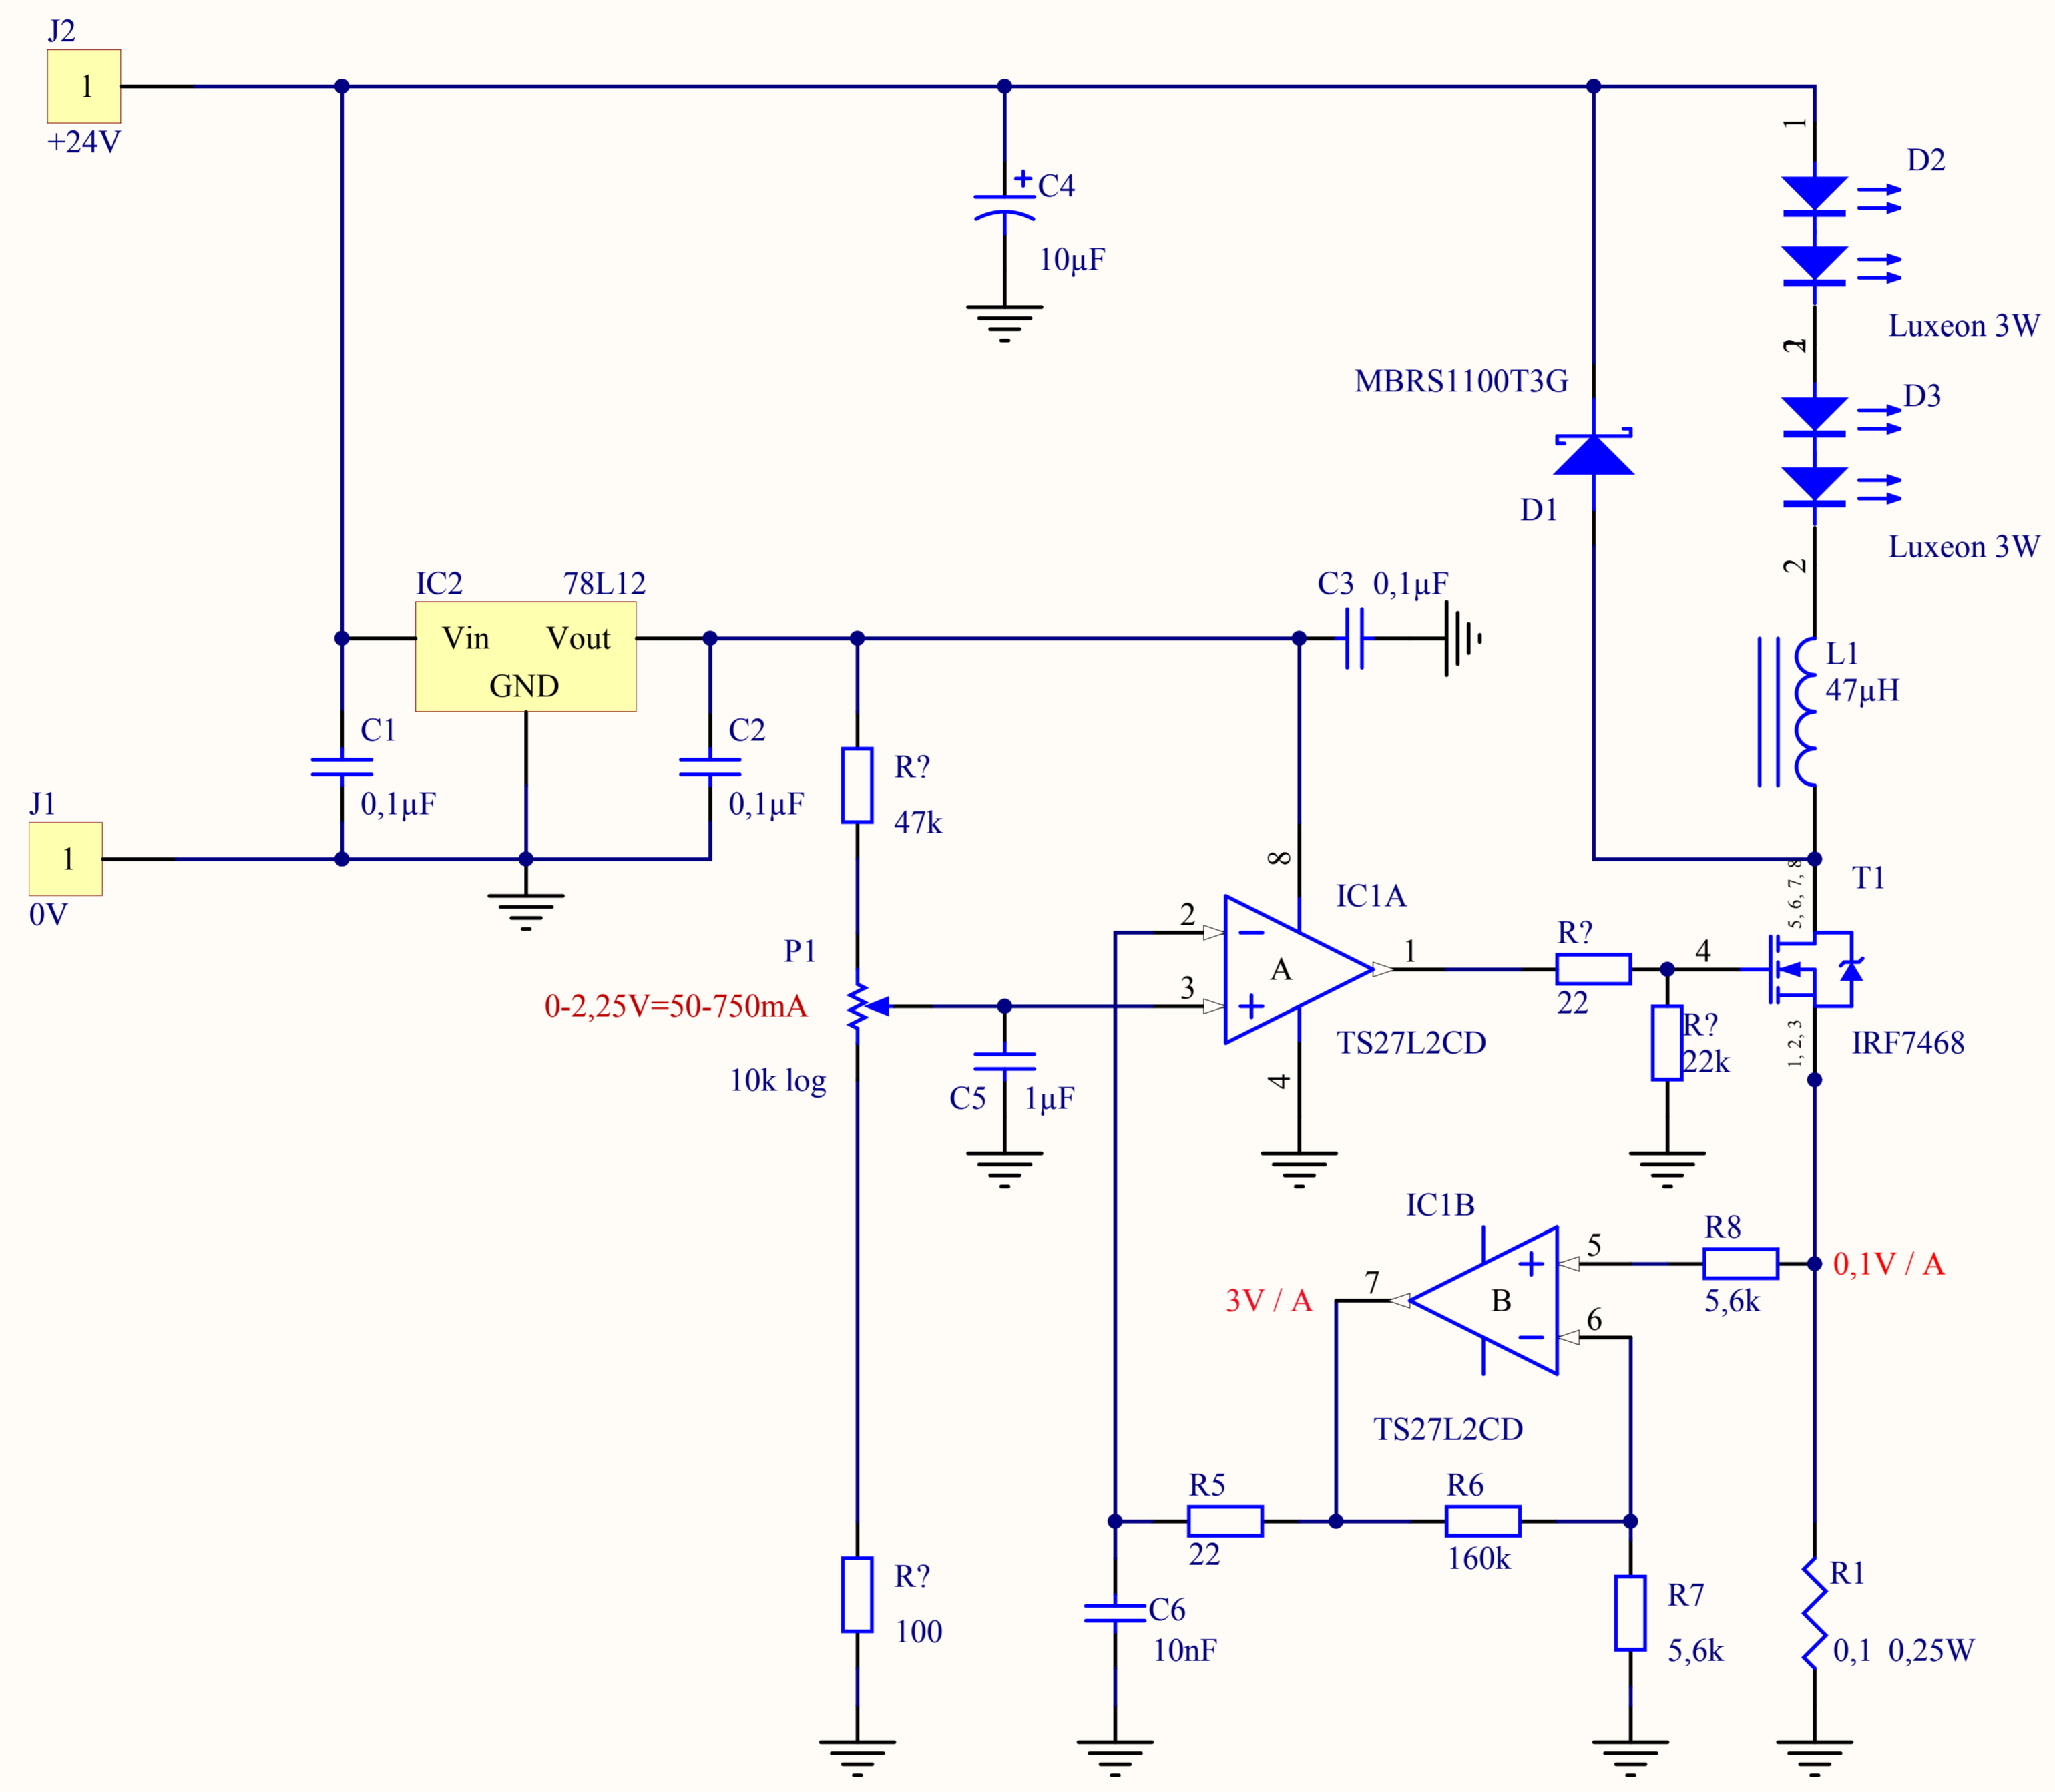 J2
1
+24V
C4
10µF
1
D2
Luxeon 3W
2
D3
Luxeon 3W
2
MBRS1100T3G
D1
IC2 78L12
Vin Vout
GND
C3 0,1µF
L1
47µH
C1
0,1µF
C2
0,1µF
R?
47k
J1
1
0V
8
IC1A
5, 6, 7, 8
T1
2
A
1
R?
22
4
P1
0-2,25V=50-750mA
3
10k log
TS27L2CD
R?
22k
1, 2, 3
IRF7468
C5 1µF
4
IC1B
5
R8
5,6k
0,1V / A
3V / A
7
B
6
TS27L2CD
R5
22
R6
160k
R?
100
C6
10nF
R7
5,6k
R1
0,1 0,25W